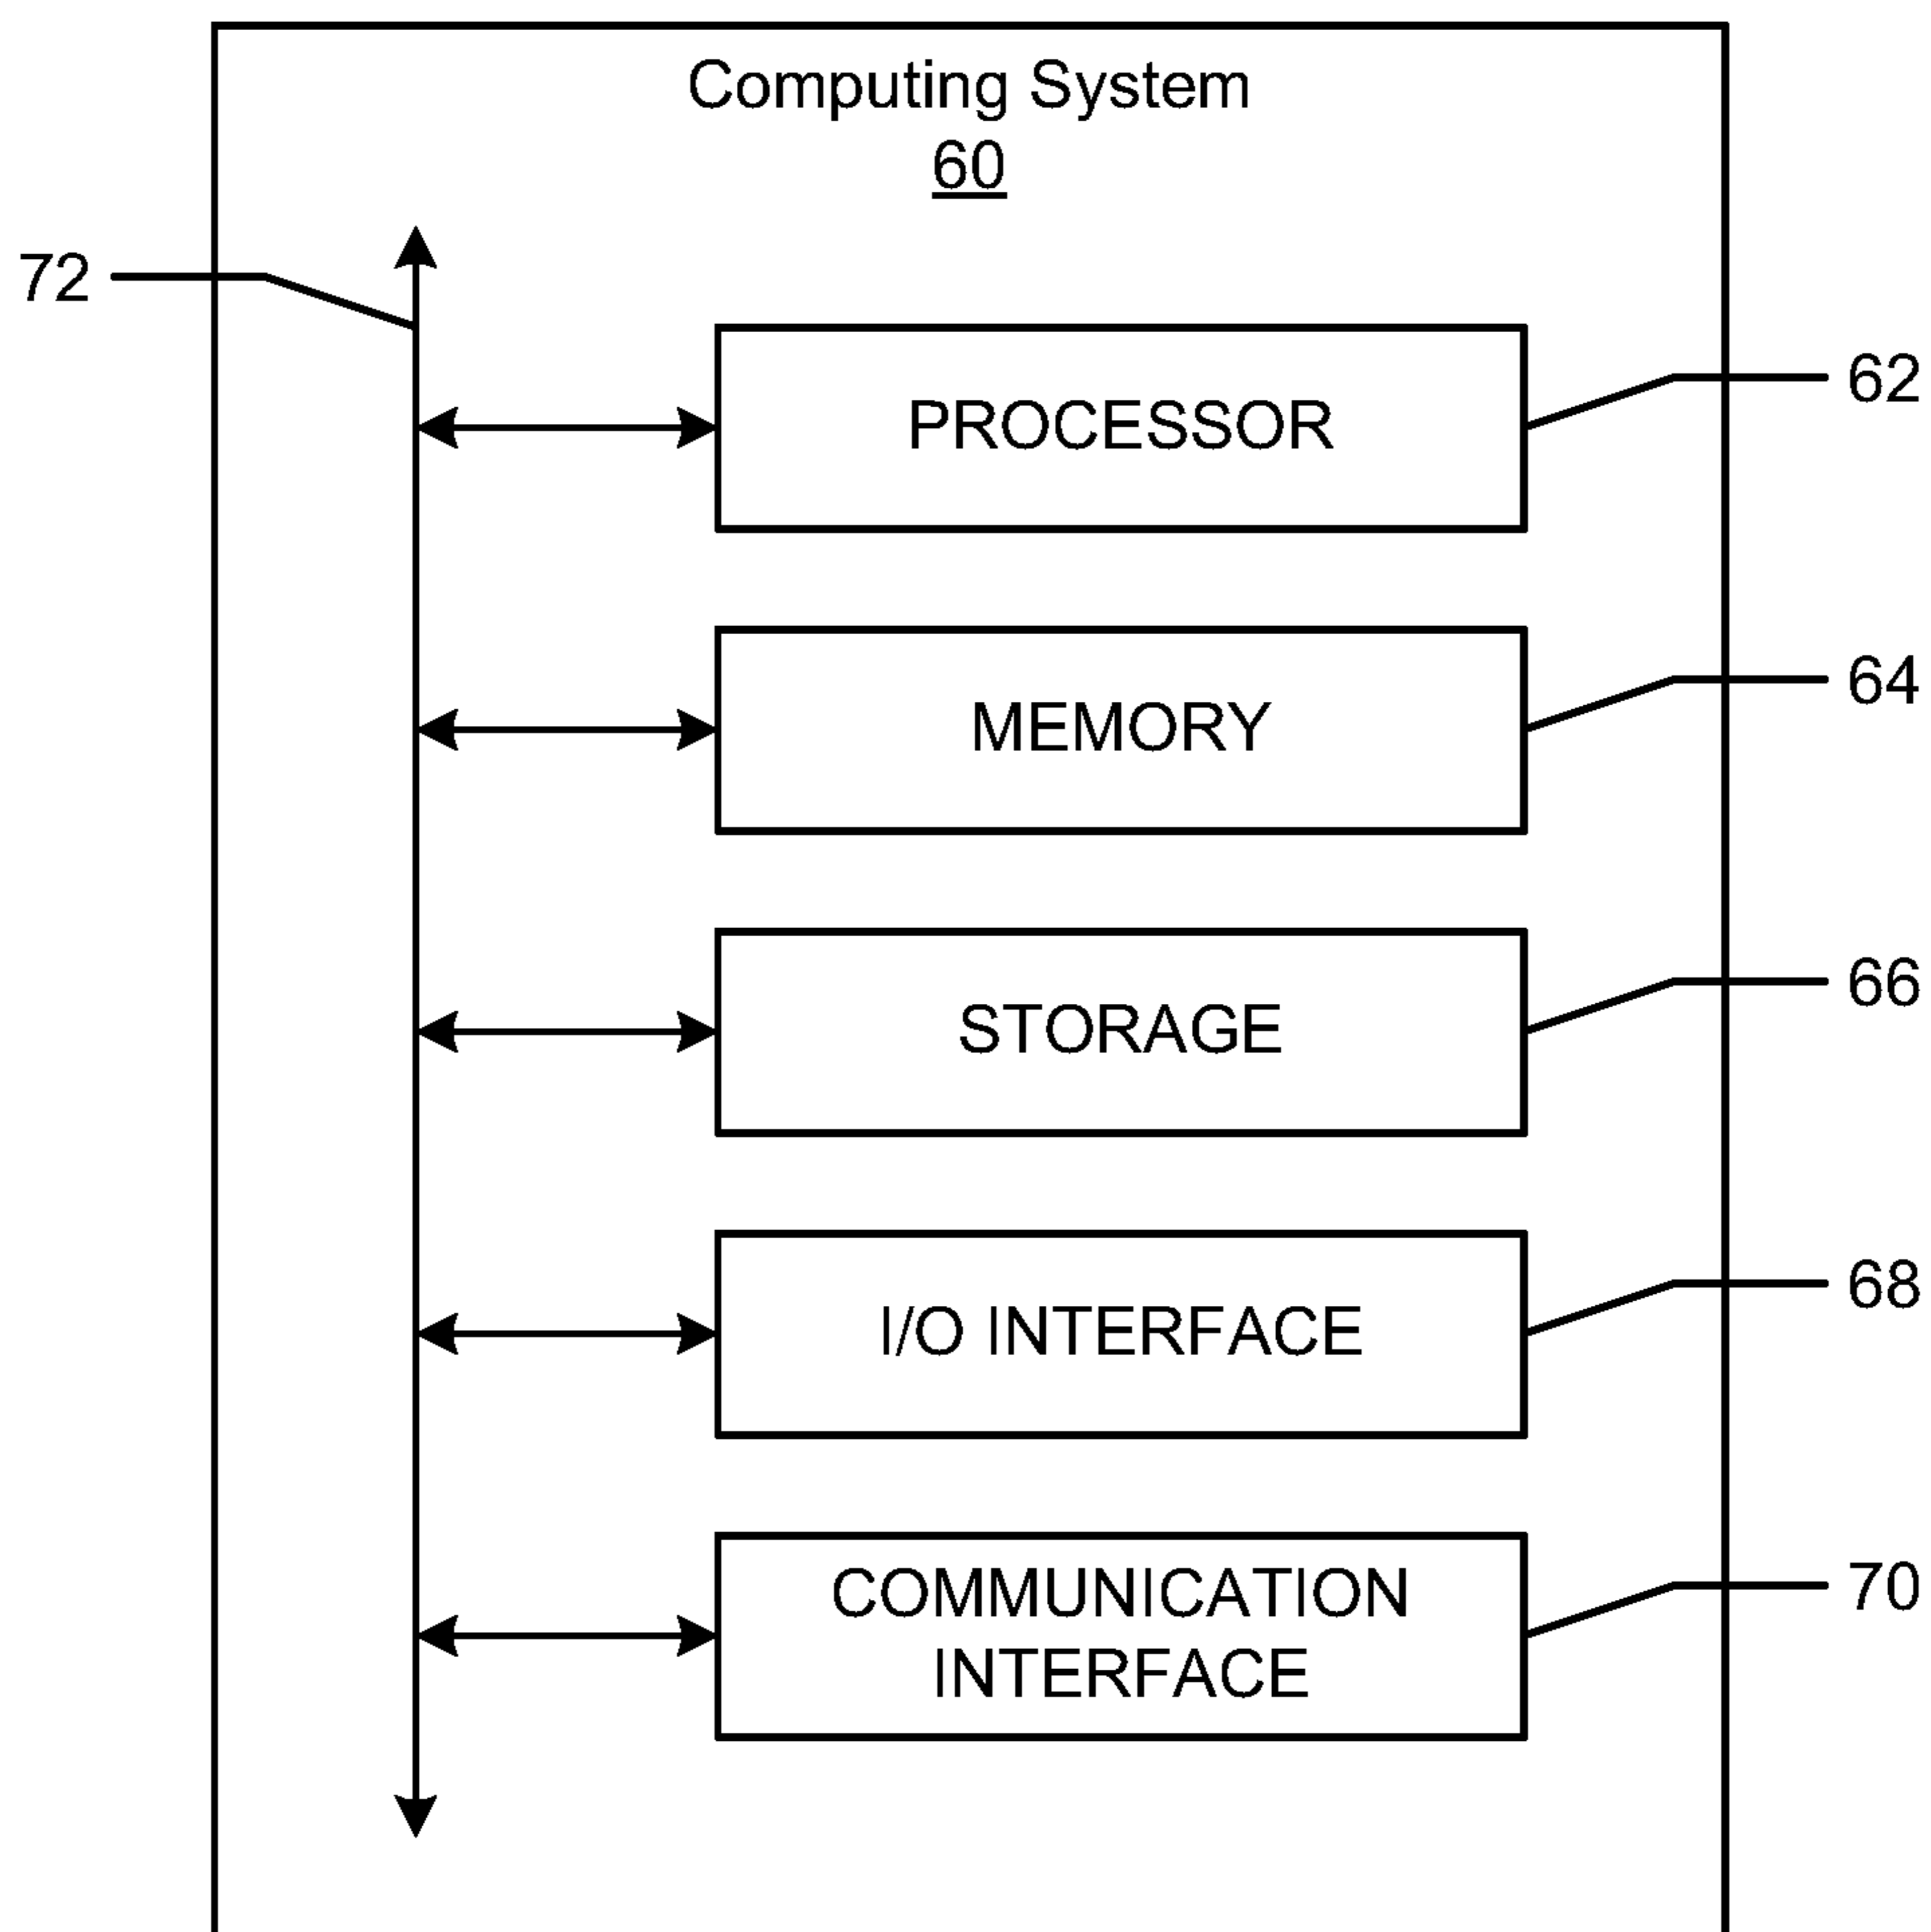 Computing System
60
72
PROCESSOR
62
MEMORY
64
STORAGE
66
I/O INTERFACE
68
COMMUNICATION
INTERFACE
70